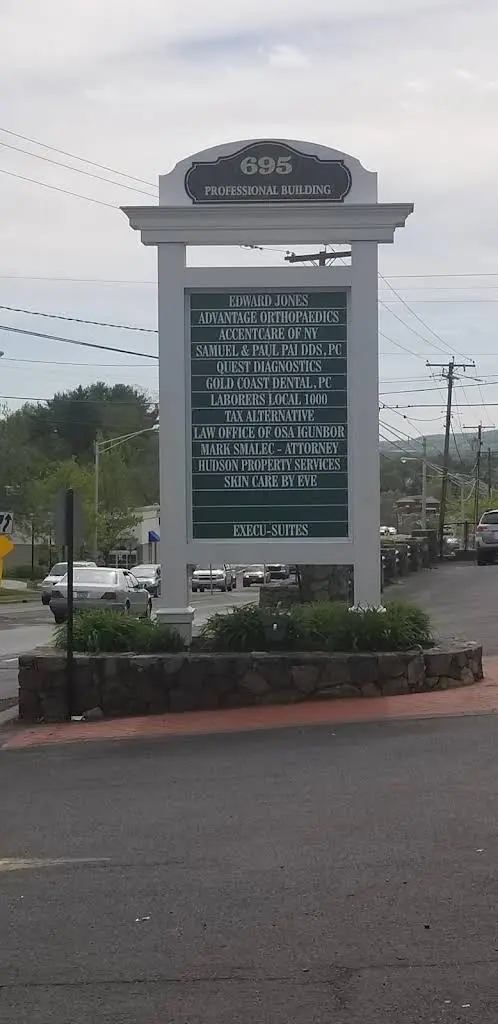 695
PROFESSIONAL BUILDING
EDWARD JONES
ADVANTAGE ORTHOPAEDICS
ACCENTCARE OF NY
SAMUEL & PAUL PAI DDS, PC
QUEST DIAGNOSTICS
GOLD COAST DENTAL, PC
LABORERS LOCAL 1000
TAX ALTERNATIVE
LAW OFFICE OF OSA IGUNBOR
MARK SMALEC - ATTORNEY
HUDSON PROPERTY SERVICES
SKIN CARE BY EVE
EXECU-SUITES